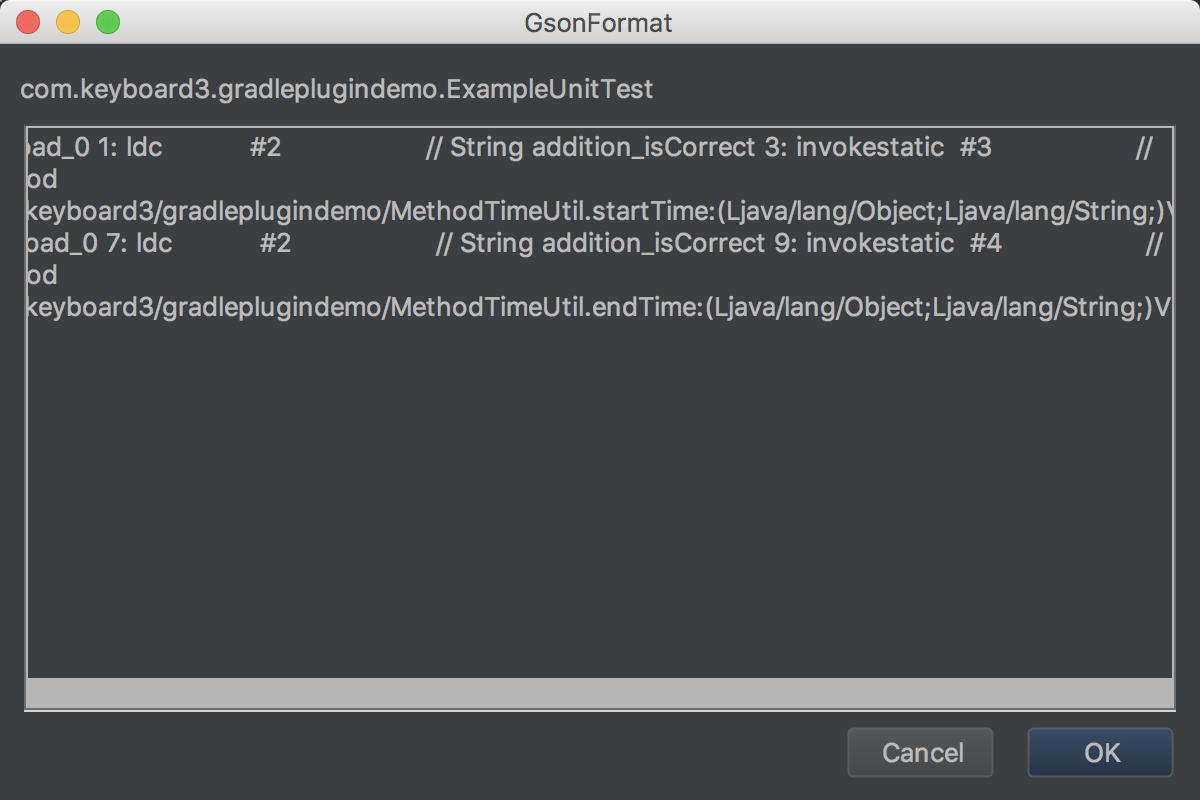 GsonFormat
com.keyboard3.gradleplugindemo.ExampleUnitTest
oad_0 1: ldc #2 // String addition_isCorrect 3: invokestatic #3 //
od
keyboard3/gradleplugindemo/MethodTimeUtil.startTime:(Ljava/lang/Object;Ljava/lang/String;)V
oad_0 7: ldc #2 // String addition_isCorrect 9: invokestatic #4 //
od
keyboard3/gradleplugindemo/MethodTimeUtil.endTime:(Ljava/lang/Object;Ljava/lang/String;)V
Cancel OK